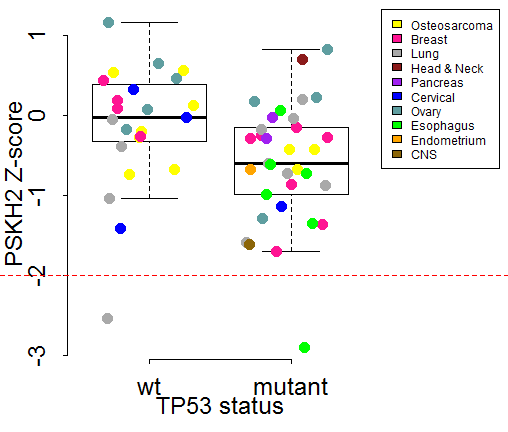 PSKH2 Z-score
1
0
-1
-2
-3
wt mutant
TP53 status
Osteosarcoma
Breast
Lung
Head & Neck
Pancreas
Cervical
Ovary
Esophagus
Endometrium
CNS